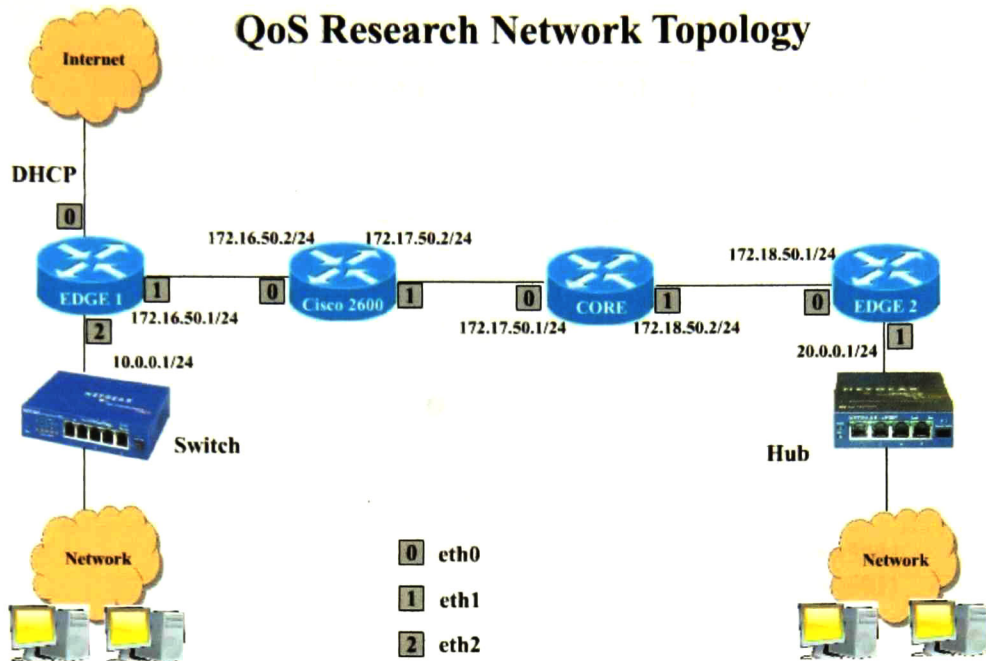 QoS Research Network Topology
Internet
DHCP
0
172.16.50.2/24
172.17.50.2/24
172.18.50.1/24
EDGE 1
1
0
Cisco 2600
1
0
CORE
1
0
EDGE 2
172.16.50.1/24
172.17.50.1/24
172.18.50.2/24
2
1
10.0.0.1/24
20.0.0.1/24
NETGEAR
NETGEAR
Switch
Hub
Network
Network
0 eth0
1 eth1
2 eth2